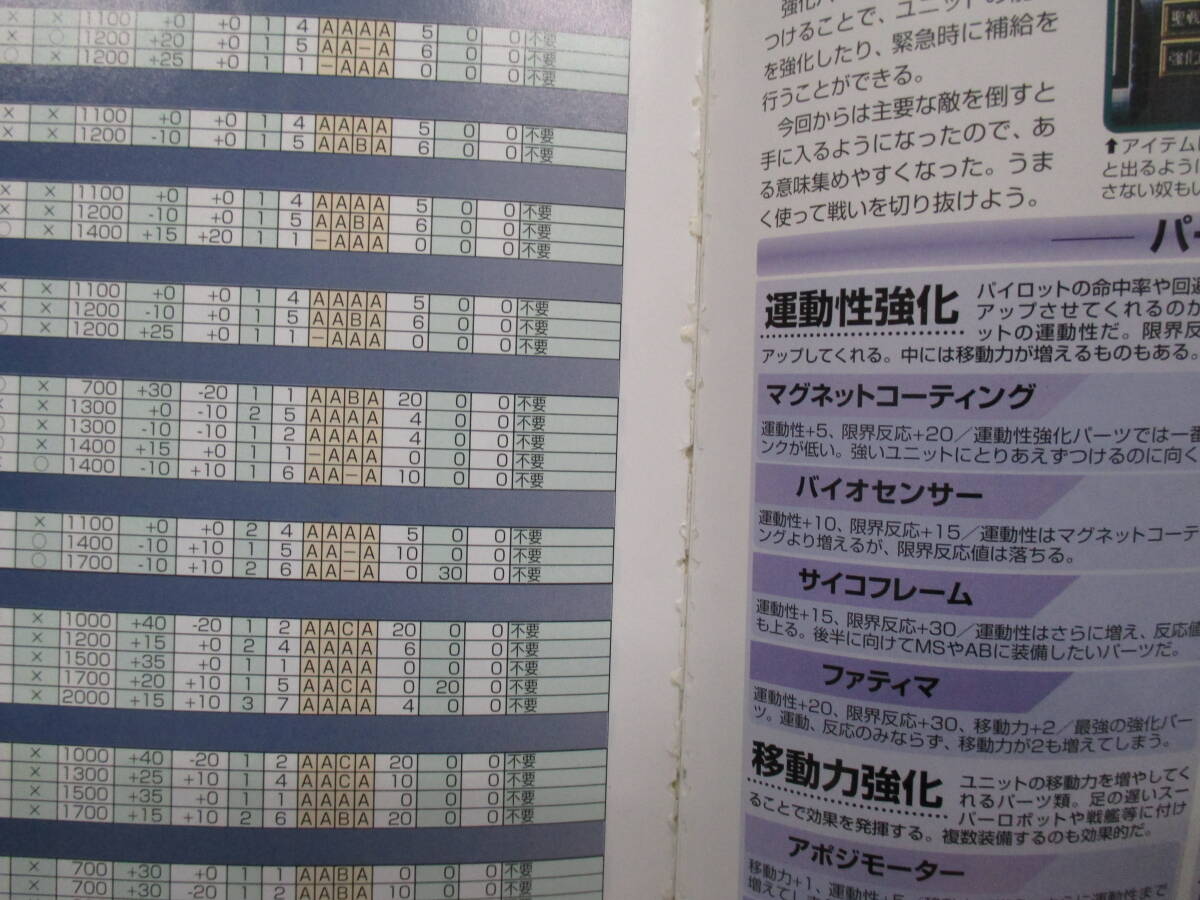 1100 +0 +0 1 4 A A A A 5 0 0 不要
× ○ 1200 +20 +0 1 5 A A − A 6 0 0 不要
○ × 1200 +25 +0 1 1 − A A A 0 0 0 不要
× × 1100 +0 +0 1 4 A A A A 5 0 0 不要
× × 1200 -10 +0 1 5 A A B A 6 0 0 不要
× × 1100 +0 +0 1 4 A A A A 5 0 0 不要
× × 1200 -10 +0 1 5 A A B A 6 0 0 不要
○ × 1400 +15 +20 1 1 − A A A 0 0 0 不要
× × 1100 +0 +0 1 4 A A A A 5 0 0 不要
× × 1200 -10 +0 1 5 A A B A 6 0 0 不要
○ × 1200 +25 +0 1 1 − A A A 0 0 0 不要
○ × 700 +30 -20 1 1 A A B A 20 0 0 不要
× × 1300 +0 -10 2 5 A A A A 4 0 0 不要
○ × 1300 -10 -10 1 2 A A A A 4 0 0 不要
○ × 1400 +15 +0 1 1 − A A A 0 0 0 不要
× ○ 1400 -10 +10 1 6 A A − A 10 0 0 不要
× 1100 +0 +0 2 4 A A A A 5 0 0 不要
○ 1400 -10 +10 1 5 A A − A 10 0 0 不要
○ 1700 -10 +10 2 6 A A − A 0 30 0 不要
× 1000 +40 -20 1 2 A A C A 20 0 0 不要
× 1200 +15 +0 2 4 A A A A 6 0 0 不要
× 1500 +35 +0 1 1 A A A A 0 0 0 不要
× 1700 +20 +10 1 5 A A C A 0 20 0 不要
× 2000 +15 +10 3 7 A A A A 4 0 0 不要
× 1000 +40 -20 1 2 A A C A 20 0 0 不要
× 1300 +25 +10 1 4 A A C A 10 0 0 不要
× 1500 +35 +0 1 1 A A A A 0 0 0 不要
× 1700 +15 +10 2 6 A A B A 20 0 0 不要
× 700 +30 +0 1 1 A A B A 0 0 0 不要
× 700 +30 -20 1 2 A A B A 10 0 0 不要
つけることで、ユニットの
を強化したり、緊急時に補給を
行うことができる。
今回からは主要な敵を倒すと
手に入るようになったので、あ
る意味集めやすくなった。うま
く使って戦いを切り抜けよう。
⬆アイテム
と出るように
さない奴もい
パー
運動性強化
パイロットの命中率や回避
アップさせてくれるのが
ットの運動性だ。限界反
アップしてくれる。中には移動力が増えるものもある。
マグネットコーティング
運動性+5、限界反応+20／運動性強化パーツでは一番
ンクが低い。強いユニットにとりあえずつけるのに向く
バイオセンサー
運動性+10、限界反応+15／運動性はマグネットコーテ
ングより増えるが、限界反応値は落ちる。
サイコフレーム
運動性+15、限界反応+30／運動性はさらに増え、反応値
も上る。後半に向けてMSやABに装備したいパーツだ。
ファティマ
運動性+20、限界反応+30、移動力+2／最強の強化パー
ツ。運動、反応のみならず、移動力が2も増えてしまう。
移動力強化
ユニットの移動力を増やしてく
れるパーツ類。足の遅いスー
パーロボットや戦艦等に付け
ることで効果を発揮する。複数装備するのも効果的だ。
アポジモーター
移動力+1、運動性+5